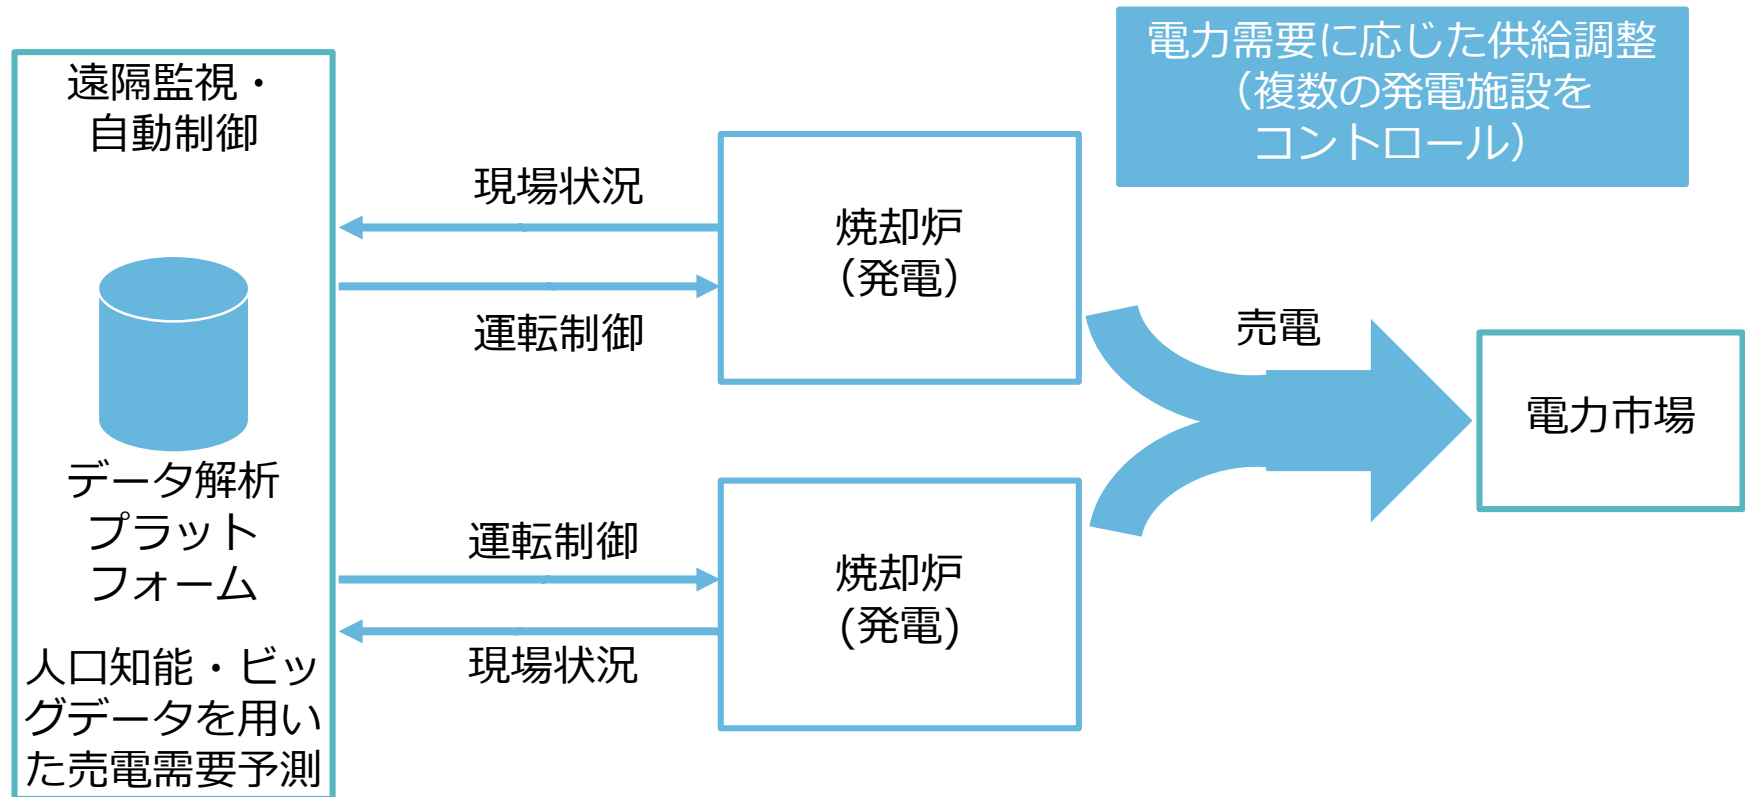 遠隔監視・
自動制御
データ解析
プラット
フォーム
人口知能・ビッ
グデータを用い
た売電需要予測
現場状況
運転制御
運転制御
現場状況
焼却炉
（発電）
焼却炉
(発電)
電力需要に応じた供給調整
（複数の発電施設を
コントロール）
売電
電力市場